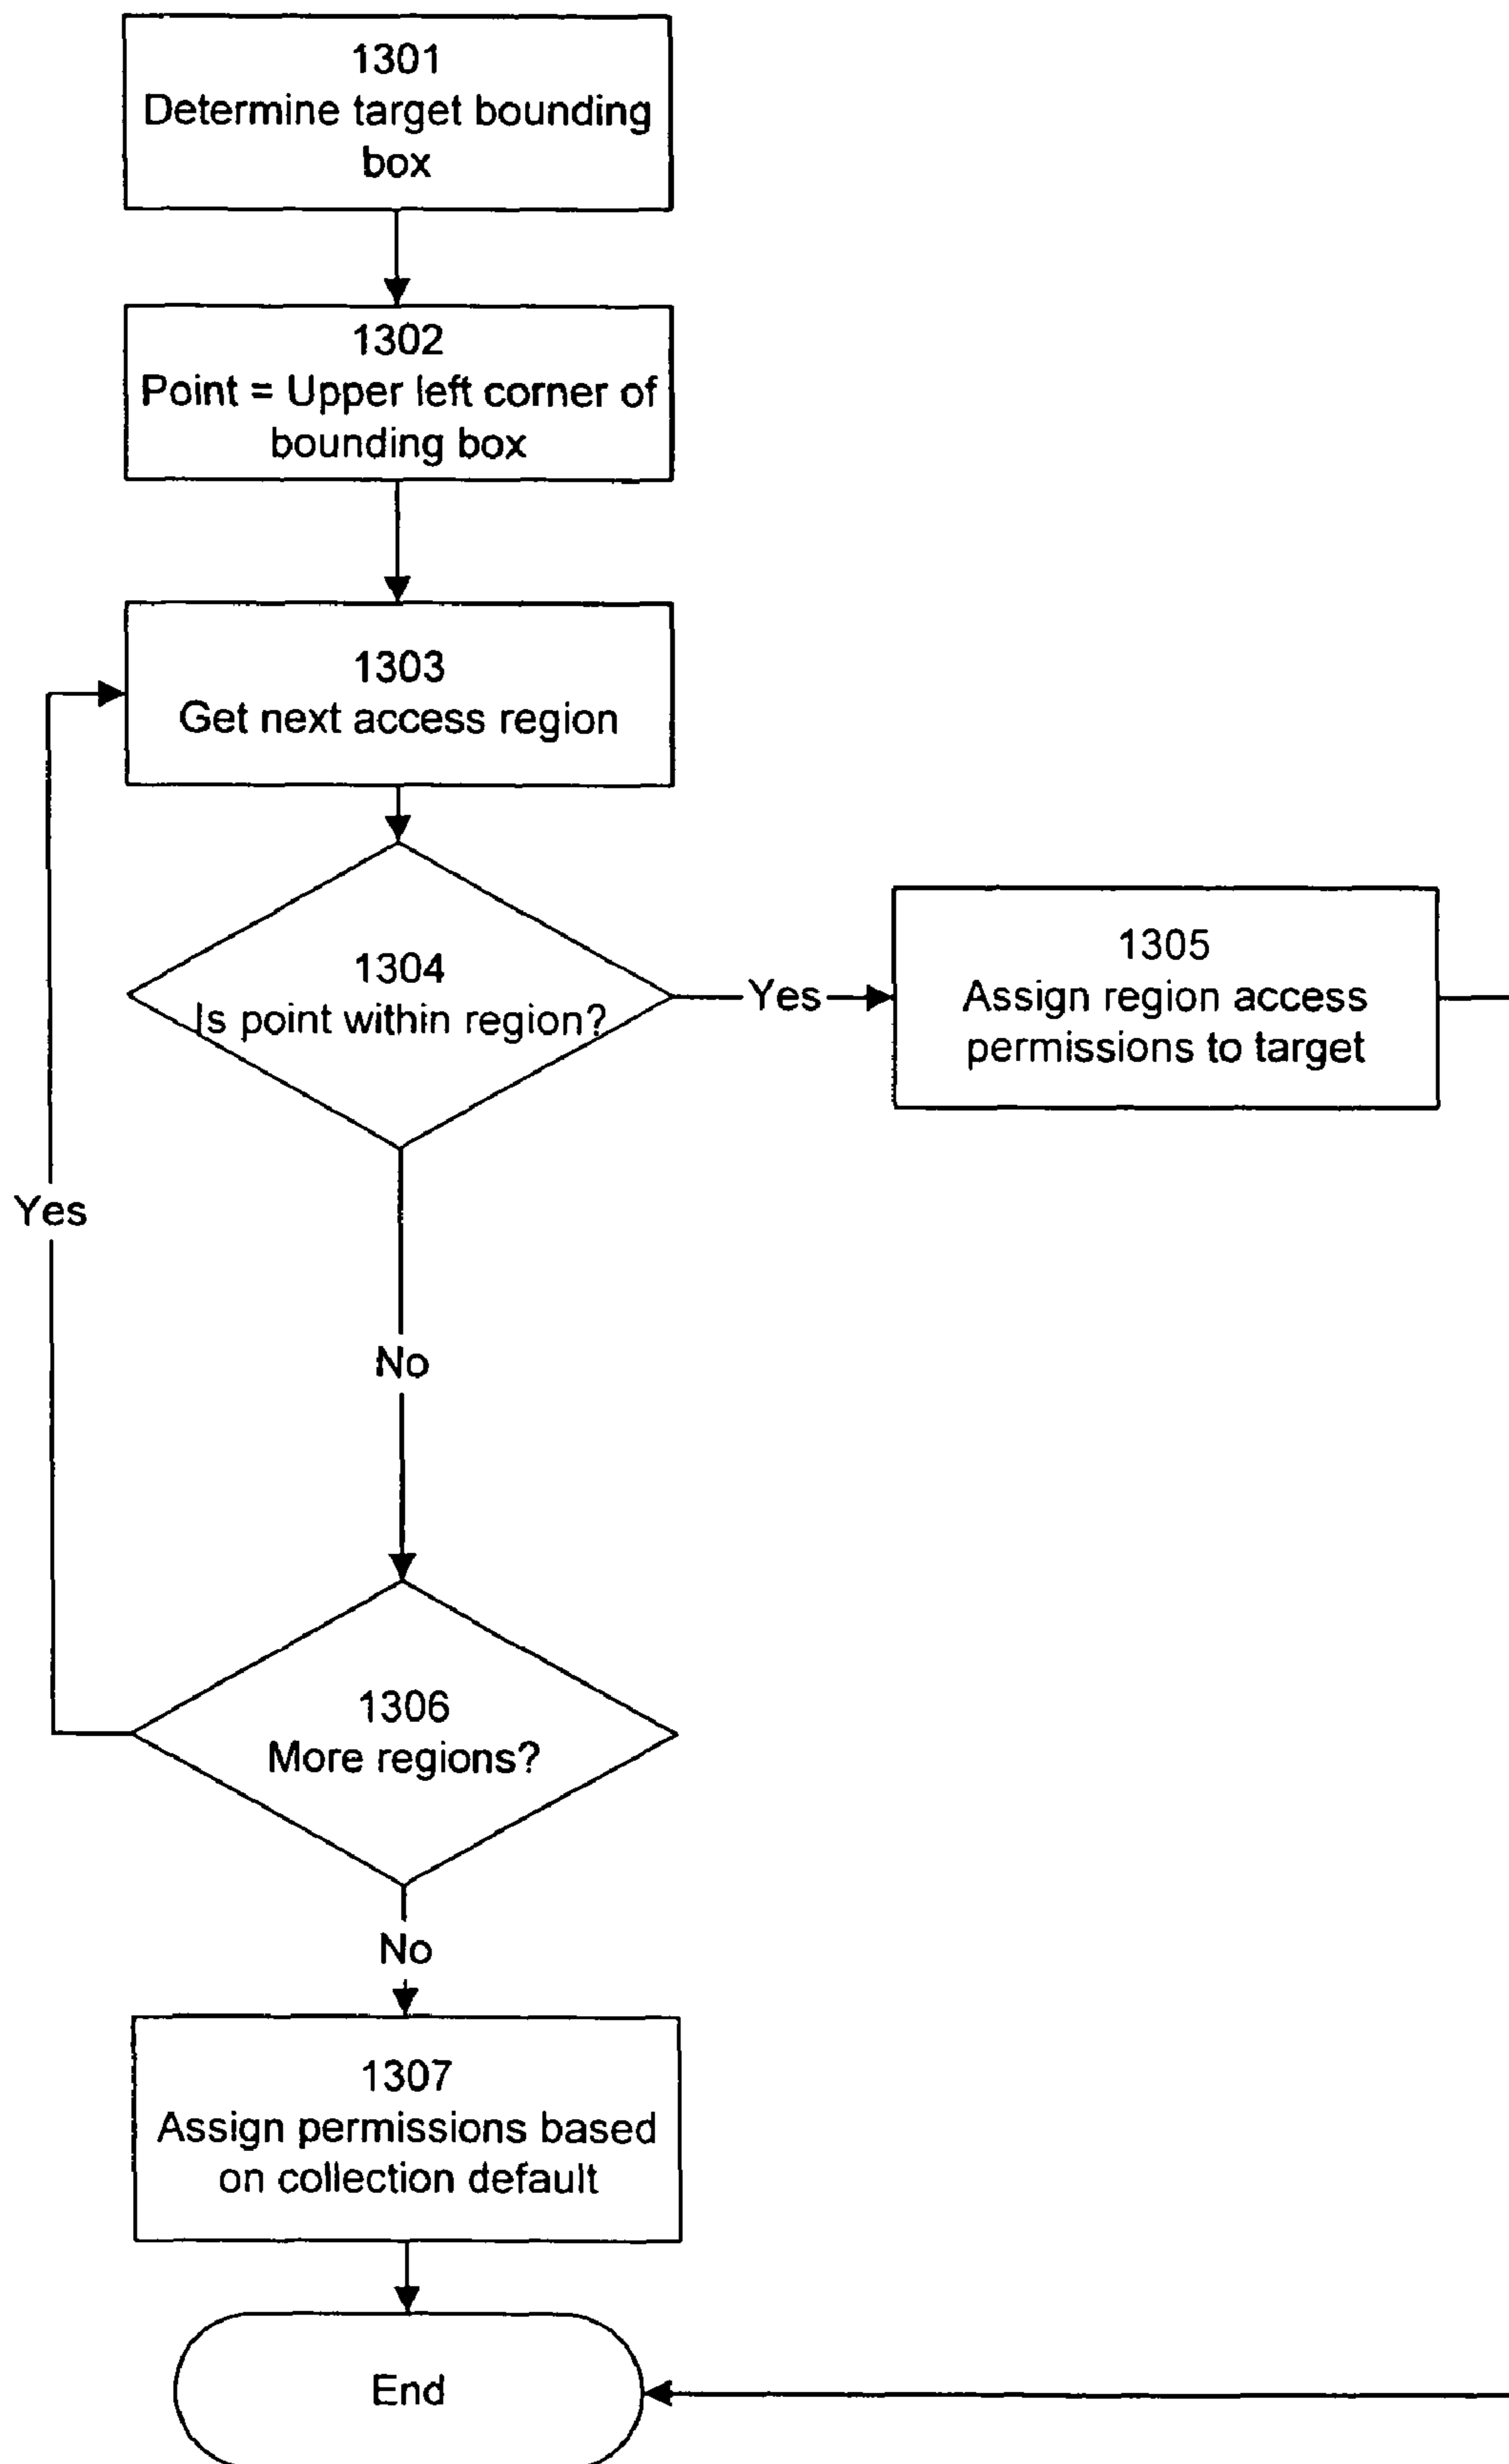 1301
Determine target bounding
box
1302
Point = Upper left corner of
bounding box
1303
Get next access region
1304
Is point within region?
Yes
1305
Assign region access
permissions to target
Yes
No
1306
More regions?
No
1307
Assign permissions based
on collection default
End